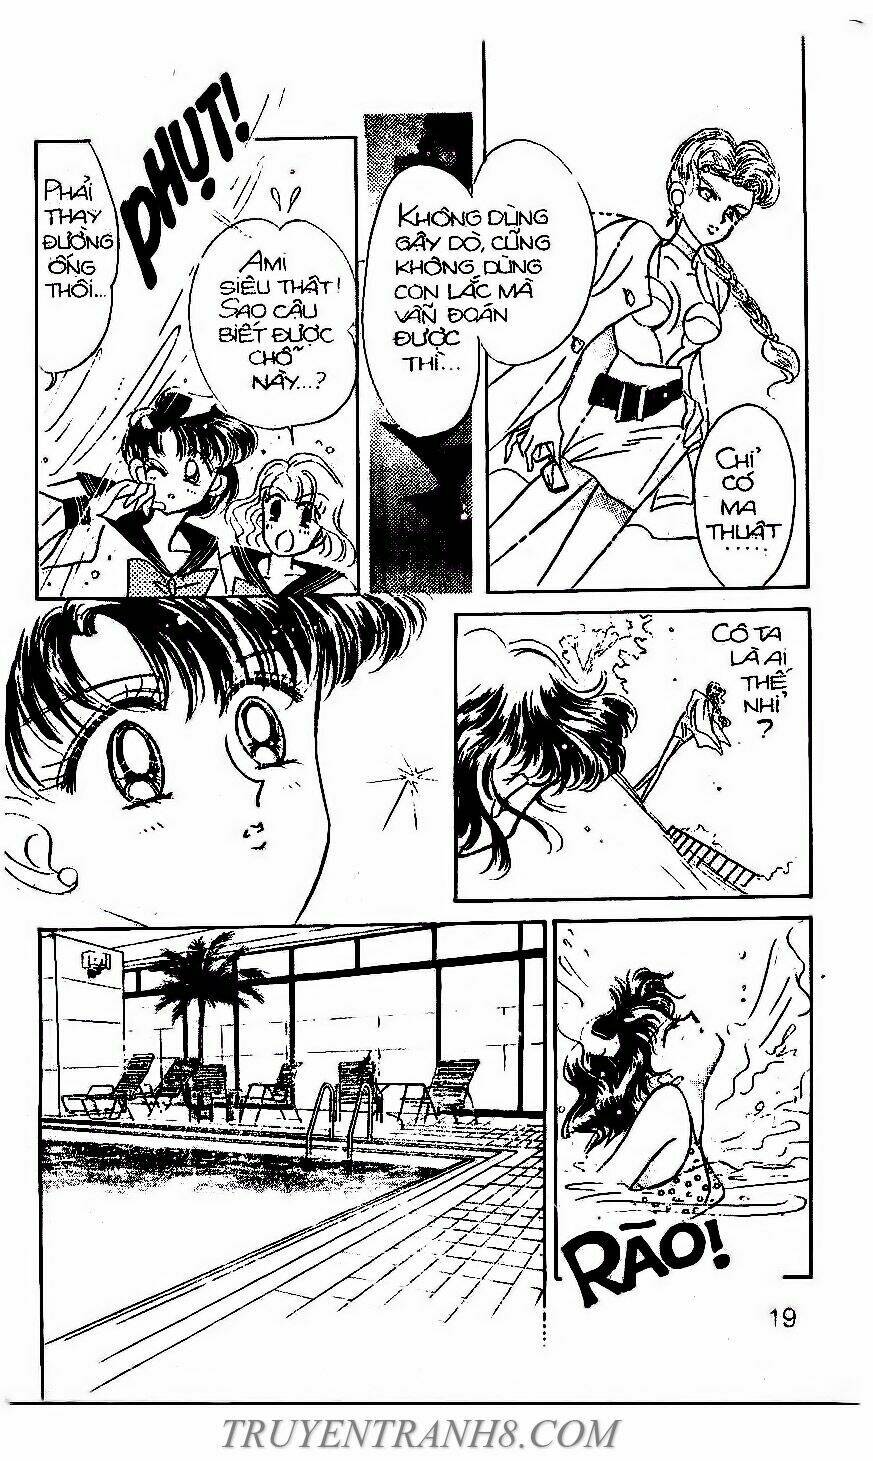 PHẢI
THAY
ĐƯỜNG
ỐNG
THÔI...
PHỤT!
AMI
SIÊU THẬT!
SAO CẬU
BIẾT ĐƯỢC
CHỖ
NÀY...?
KHÔNG DÙNG
GẬY DÒ, CŨNG
KHÔNG DÙNG
CON LẮC MÀ
VẪN ĐOÁN
ĐƯỢC
THÌ...
CHỈ
CÓ
MA
THUẬT
.....
CÔ TA
LÀ AI
THẾ
NHỈ
?
RÃO!
19
TRUYENTRANH8.COM